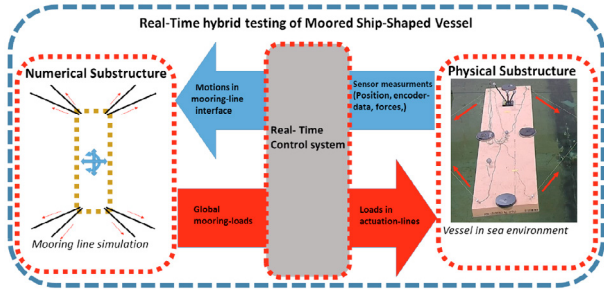 Real-Time hybrid testing of Moored Ship-Shaped Vessel
Numerical Substructure
Mooring line simulation
Motions in
mooring-line
interface
Global
mooring-loads
Real- Time
Control system
Sensor measurments
(Position, encoder-
data, forces,)
Loads in
actuation-lines
Physical Substructure
Vessel in sea environment